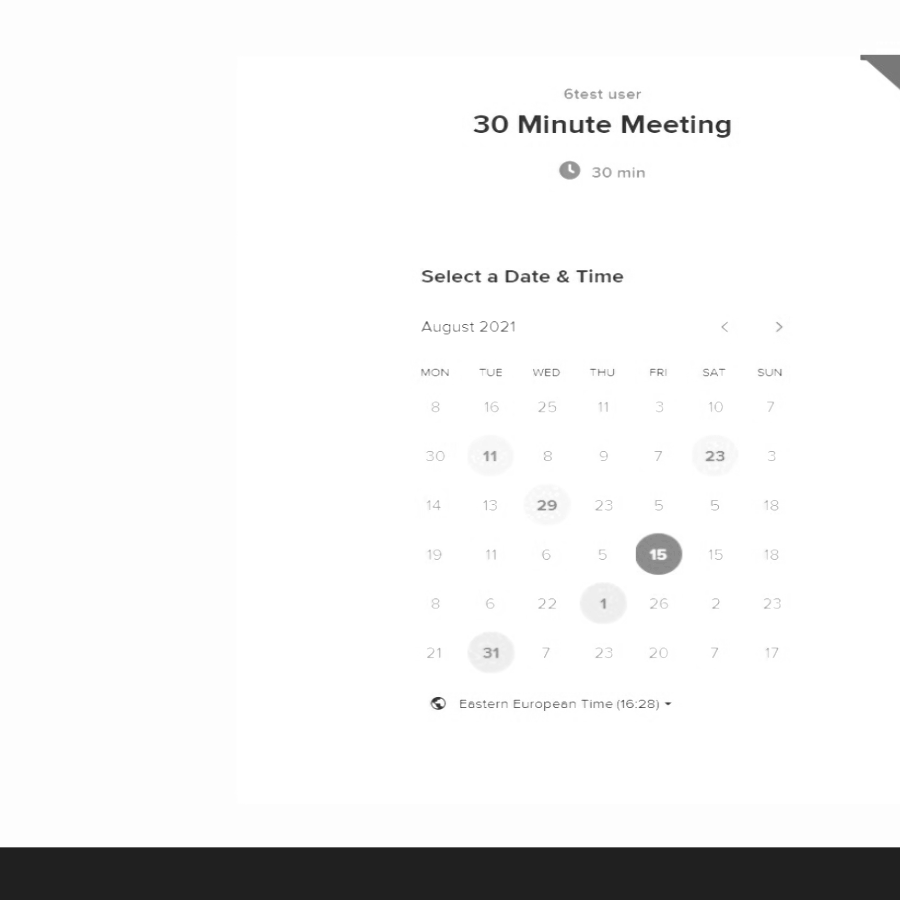 6test user
30 Minute Meeting
30 min
Select a Date & Time
August 2021
MON TUE WED THU FRI SAT SUN
8 16 25 11 3 10 7
30 11 8 9 7 23 3
14 13 29 23 5 5 18
19 11 6 5 15 15 18
8 6 22 1 26 2 23
21 31 7 23 20 7 17
Eastern European Time (16:28)